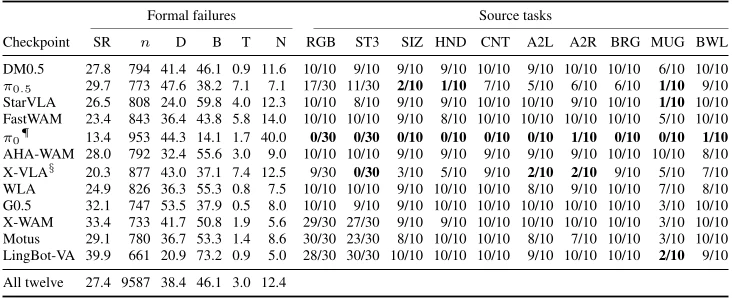 Formal failures Source tasks
Checkpoint SR n D B T N RGB ST3 SIZ HND CNT A2L A2R BRG MUG BWL
DM0.5 27.8 794 41.4 46.1 0.9 11.6 10/10 9/10 9/10 9/10 10/10 9/10 10/10 10/10 6/10 10/10
π0.5 29.7 773 47.6 38.2 7.1 7.1 17/30 11/30 2/10 1/10 7/10 5/10 6/10 6/10 1/10 9/10
StarVLA 26.5 808 24.0 59.8 4.0 12.3 10/10 8/10 9/10 9/10 10/10 10/10 9/10 10/10 1/10 10/10
FastWAM 23.4 843 36.4 43.8 5.8 14.0 10/10 10/10 9/10 8/10 10/10 10/10 10/10 10/10 5/10 10/10
π0¶ 13.4 953 44.3 14.1 1.7 40.0 0/30 0/30 0/10 0/10 0/10 0/10 1/10 0/10 0/10 1/10
AHA-WAM 28.0 792 32.4 55.6 3.0 9.0 10/10 10/10 9/10 9/10 9/10 9/10 9/10 10/10 10/10 8/10
X-VLA§ 20.3 877 43.0 37.1 7.4 12.5 9/30 0/30 3/10 5/10 9/10 2/10 2/10 9/10 5/10 7/10
WLA 24.9 826 36.3 55.3 0.8 7.5 10/10 10/10 9/10 10/10 10/10 8/10 9/10 10/10 7/10 8/10
G0.5 32.1 747 53.5 37.9 0.5 8.0 10/10 9/10 9/10 10/10 10/10 10/10 10/10 10/10 3/10 10/10
X-WAM 33.4 733 41.7 50.8 1.9 5.6 29/30 27/30 9/10 9/10 10/10 9/10 10/10 10/10 3/10 10/10
Motus 29.1 780 36.7 53.3 1.4 8.6 30/30 23/30 8/10 10/10 10/10 8/10 7/10 10/10 3/10 10/10
LingBot-VA 39.9 661 20.9 73.2 0.9 5.0 28/30 30/30 10/10 10/10 10/10 9/10 10/10 10/10 2/10 9/10
All twelve 27.4 9587 38.4 46.1 3.0 12.4